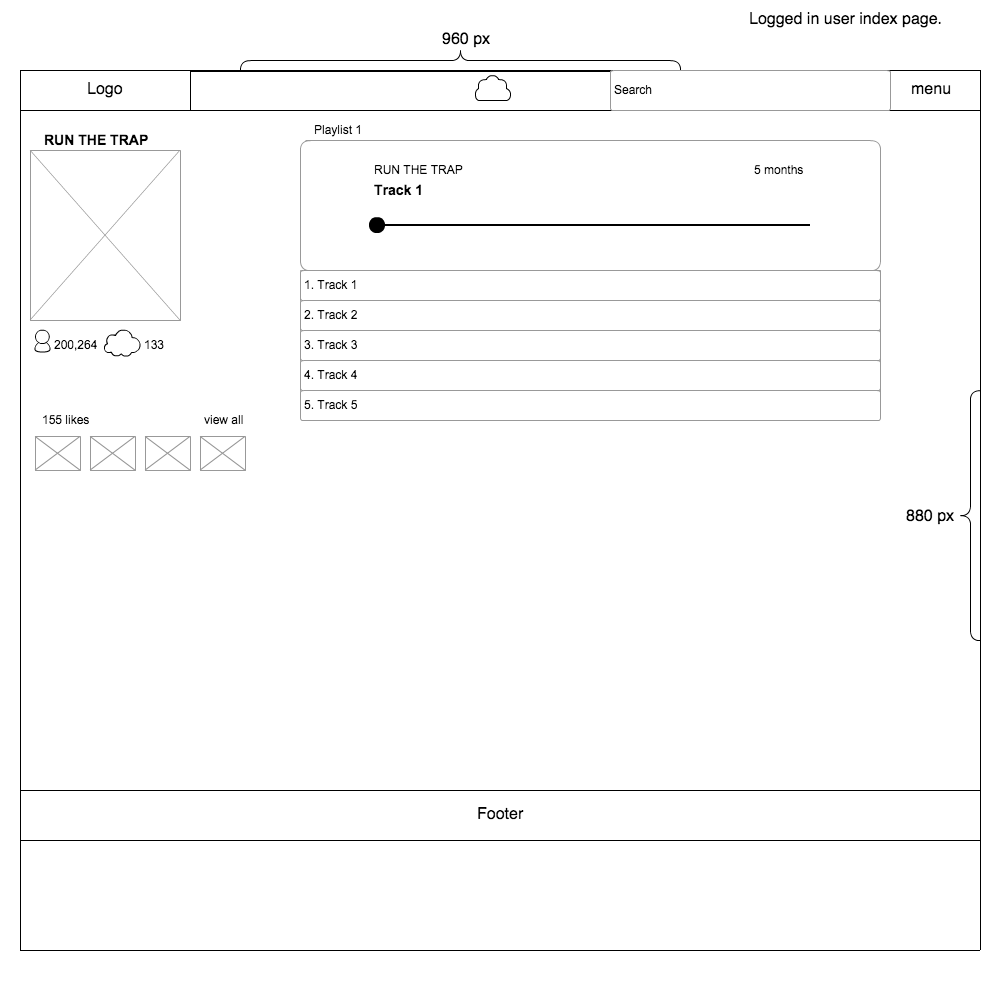 Logged in user index page.
960 px
Logo
Search
menu
RUN THE TRAP
Playlist 1
RUN THE TRAP
5 months
Track 1
1. Track 1
2. Track 2
3. Track 3
4. Track 4
5. Track 5
200,264
133
155 likes
view all
880 px
Footer